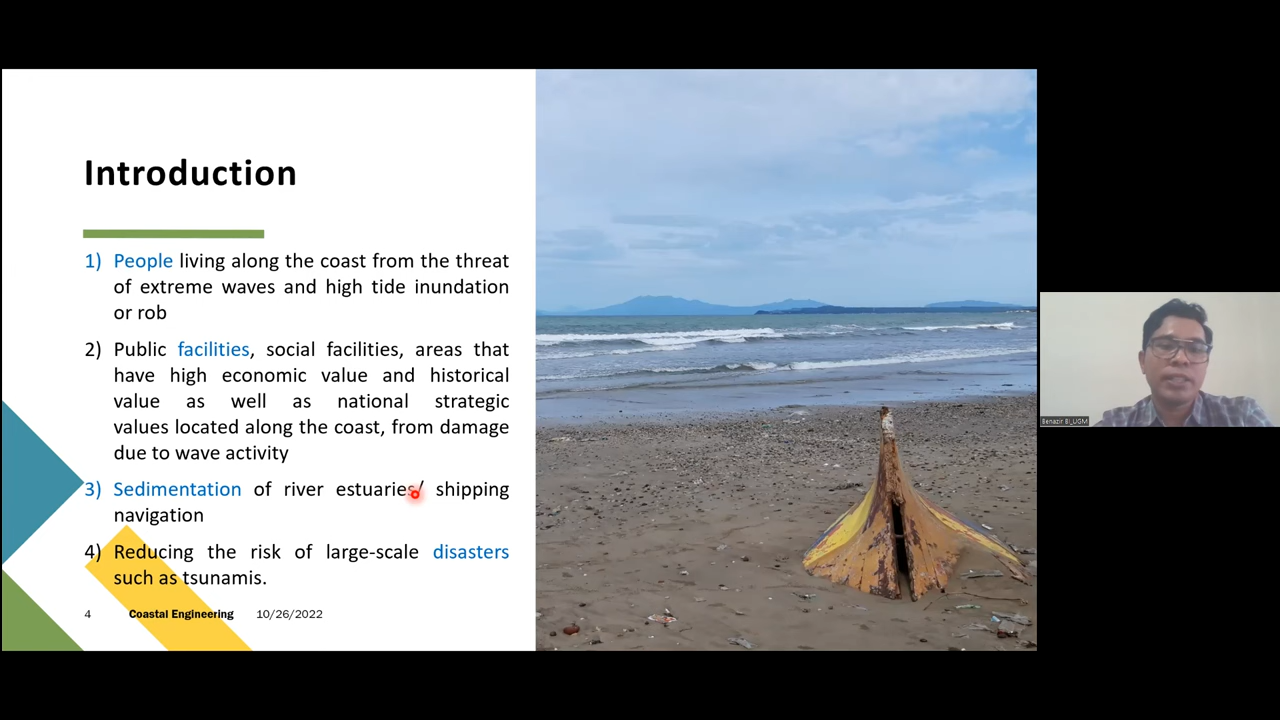 Introduction
1) People living along the coast from the threat
of extreme waves and high tide inundation
or rob
2) Public facilities, social facilities, areas that
have high economic value and historical
value as well as national strategic
values located along the coast, from damage
due to wave activity
3) Sedimentation of river estuaries/ shipping
navigation
4) Reducing the risk of large-scale disasters
such as tsunamis.
4 Coastal Engineering 10/26/2022
Benazir BI_UGM